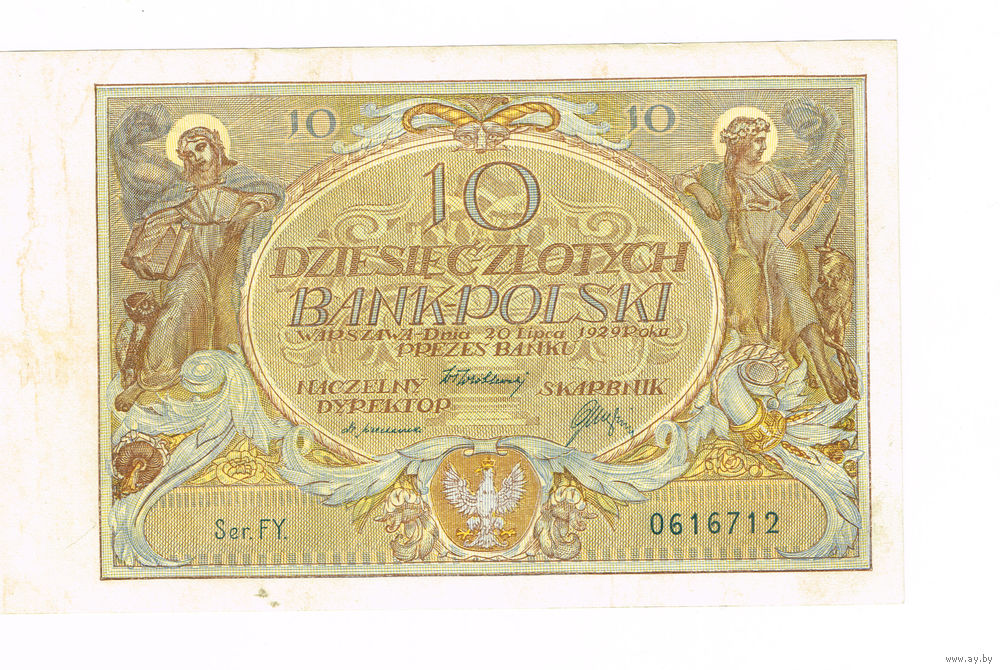 10 10
10
DZIESIĘĆ ZŁOTYCH
BANK POLSKI
WARSZAWA-Dnia 20 Lipca 1929 Roku
PREZES BANKU
NACZELNY SKARBNIK
DYREKTOR
Ser. FY. 0616712
www.ay.by